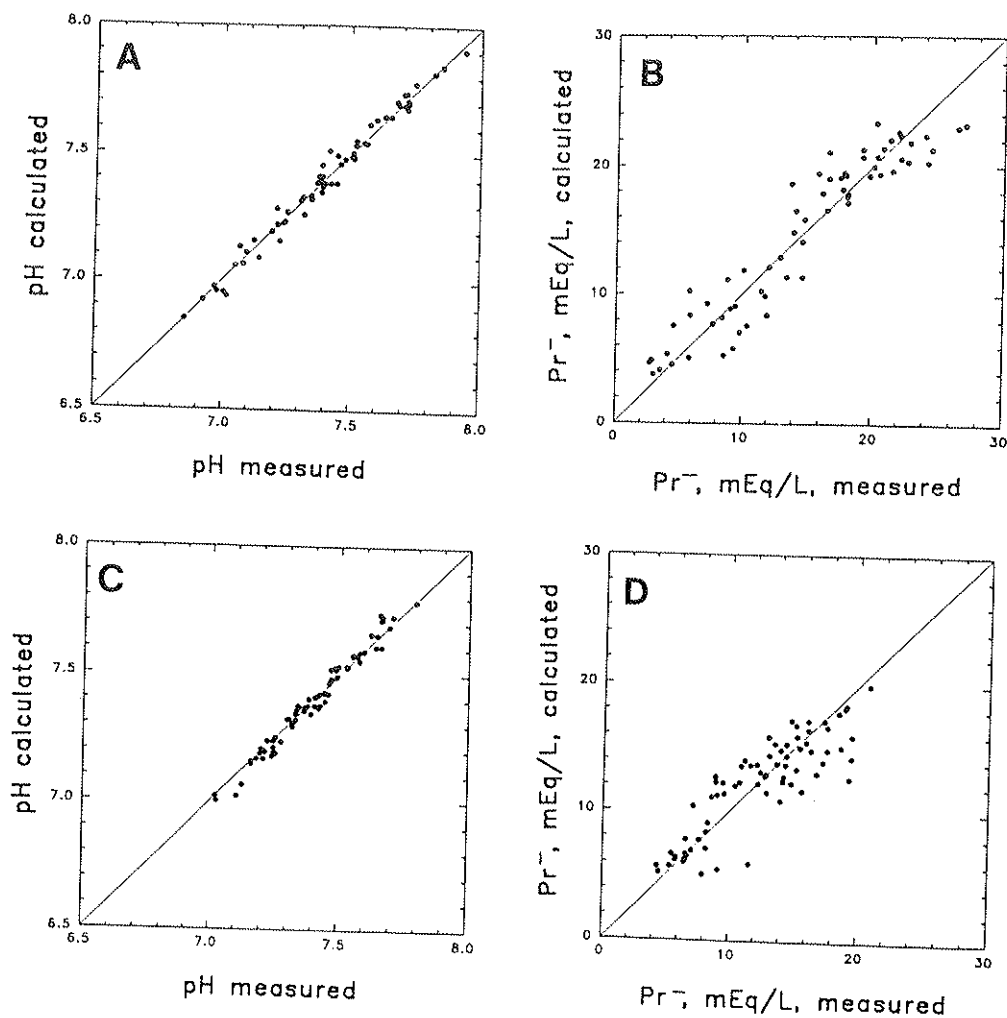 A
8.0
7.5
7.0
6.5
pH calculated
6.5
7.0
7.5
8.0
pH measured
B
30
20
10
0
Pr⁻, mEq/L, calculated
0
10
20
30
Pr⁻, mEq/L, measured
C
8.0
7.5
7.0
6.5
pH calculated
6.5
7.0
7.5
8.0
pH measured
D
30
20
10
0
Pr⁻, mEq/L, calculated
0
10
20
30
Pr⁻, mEq/L, measured